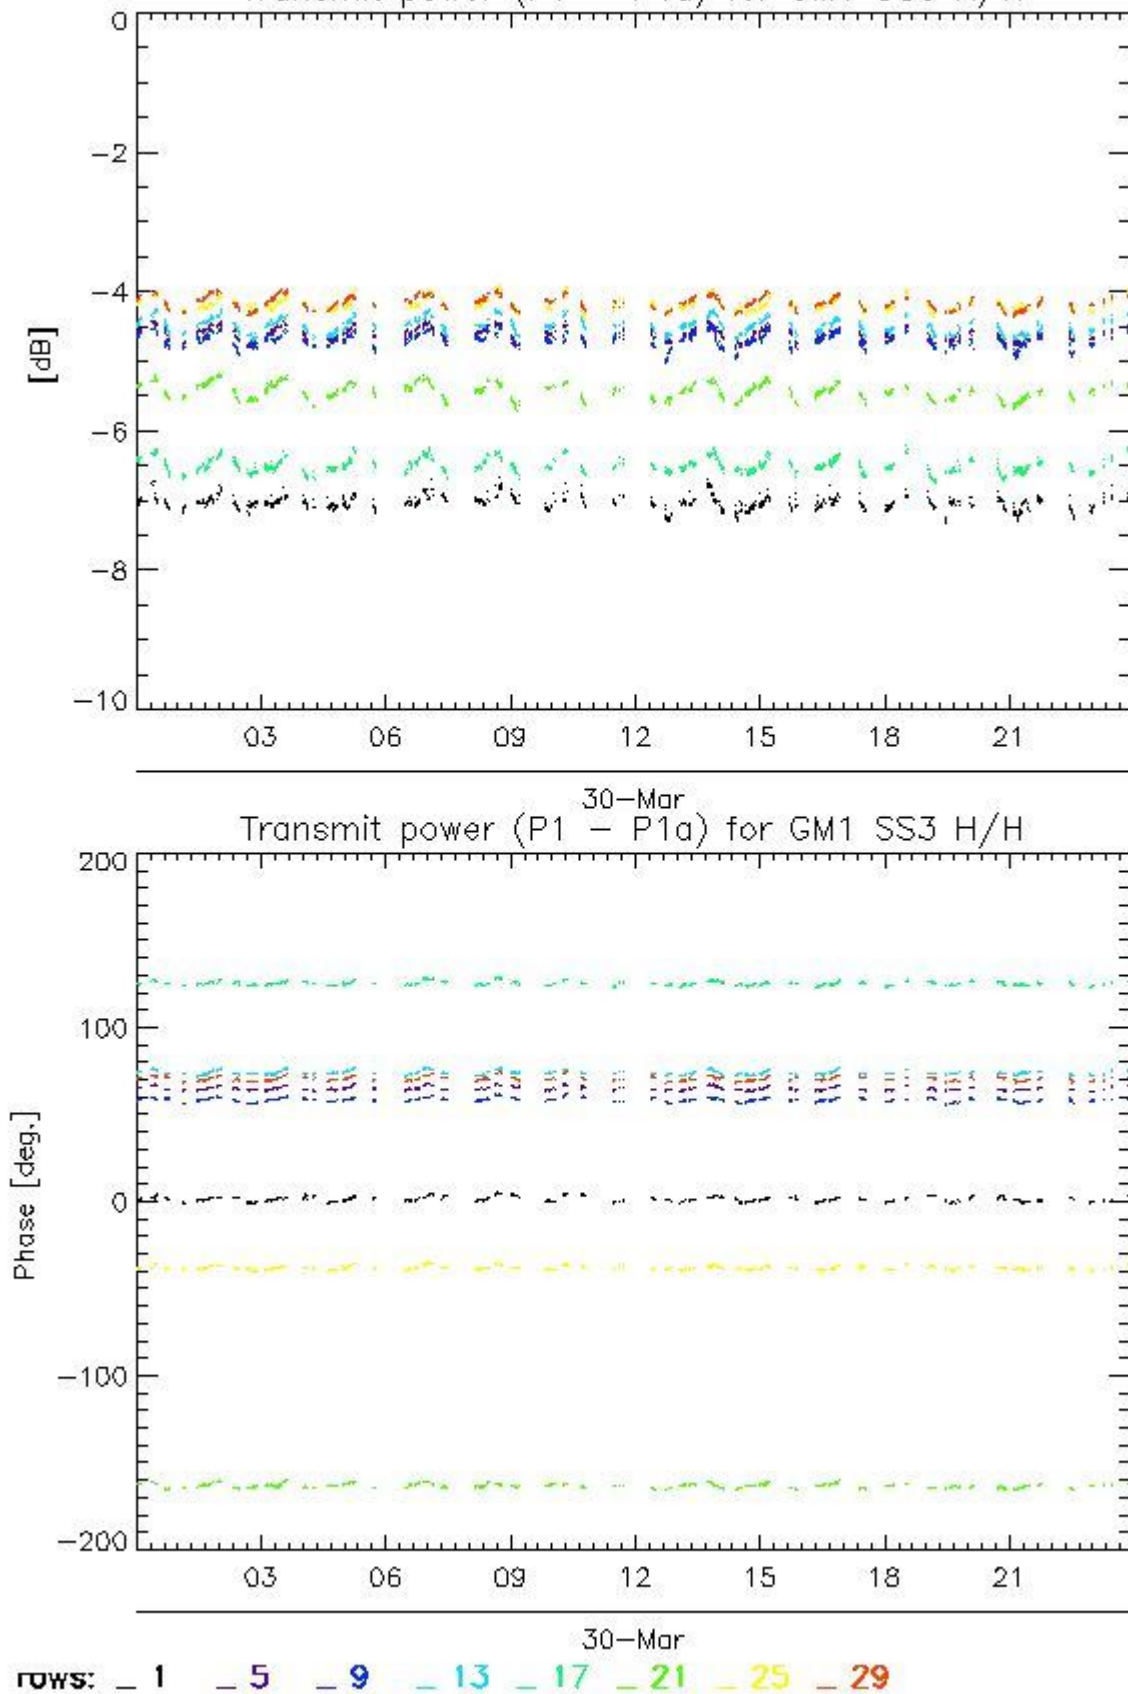 0
-2
-4
[dB]
-6
-8
-10
03 06 09 12 15 18 21
30-Mar
Transmit power (P1 - P1a) for GM1 SS3 H/H
200
100
Phase [deg.]
0
-100
-200
03 06 09 12 15 18 21
30-Mar
rows: _ 1 _ 5 _ 9 _ 13 _ 17 _ 21 _ 25 _ 29